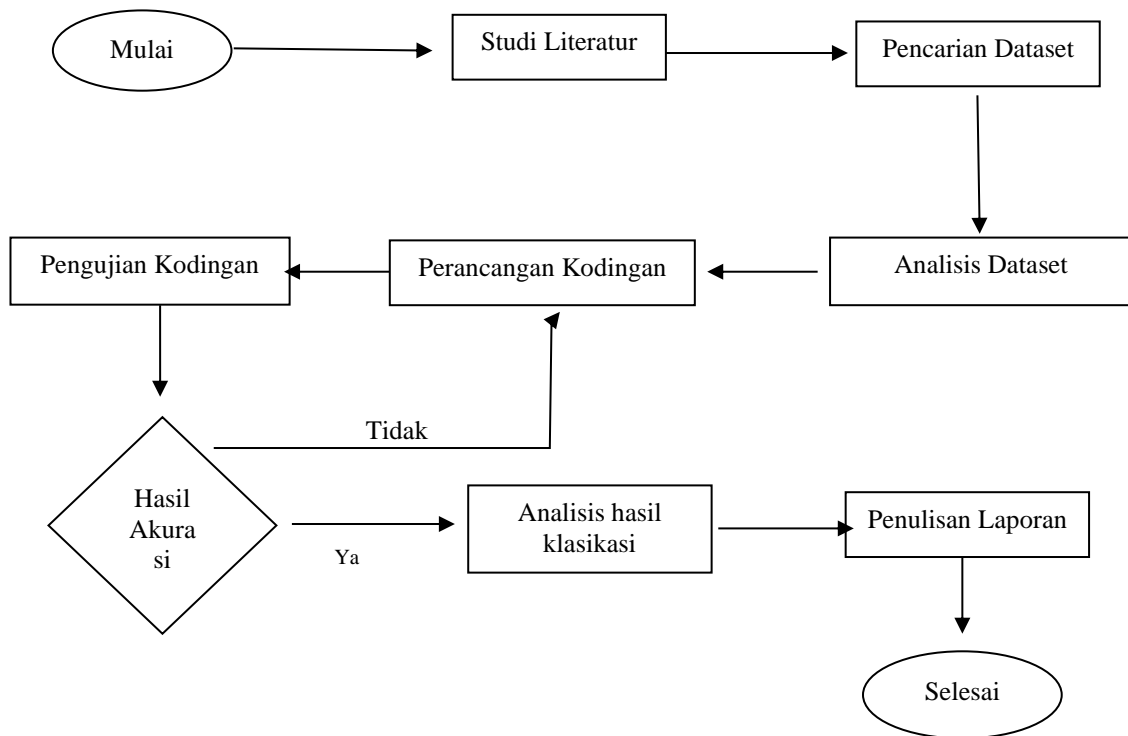 Mulai
Studi Literatur
Pencarian Dataset
Analisis Dataset
Perancangan Kodingan
Pengujian Kodingan
Hasil
Akura
si
Tidak
Ya
Analisis hasil
klasikasi
Penulisan Laporan
Selesai